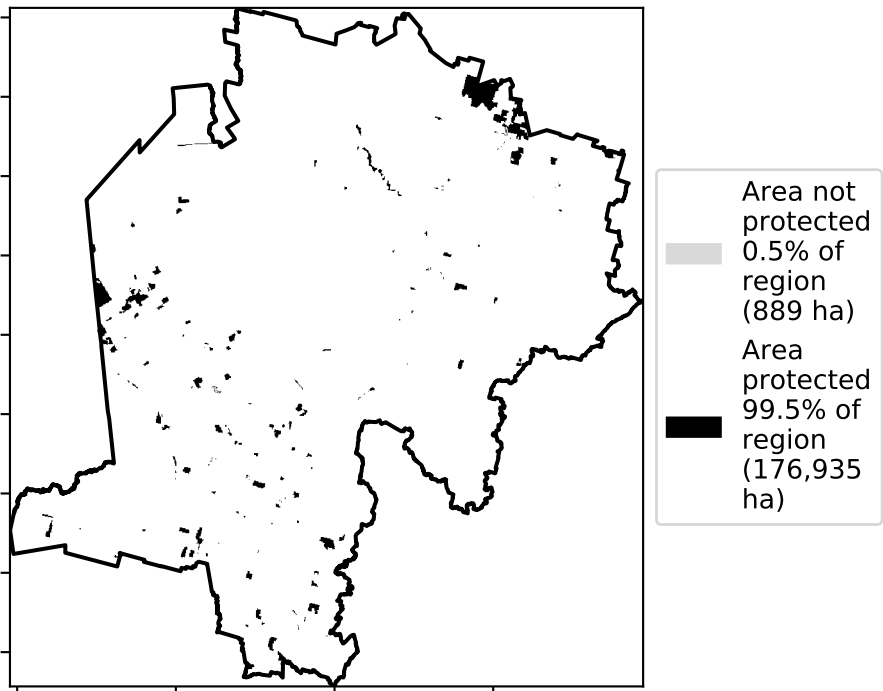 Area not
protected
0.5% of
region
(889 ha)
Area
protected
99.5% of
region
(176,935
ha)